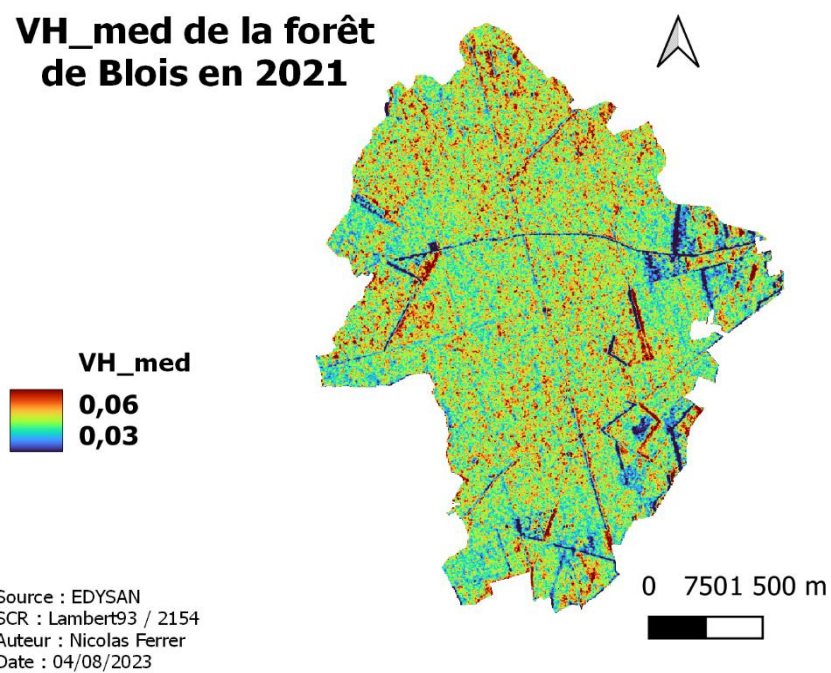 VH_med de la forêt
de Blois en 2021
VH_med
0,06
0,03
0 7501 500 m
Source : EDYSAN
SCR : Lambert93 / 2154
Auteur : Nicolas Ferrer
Date : 04/08/2023